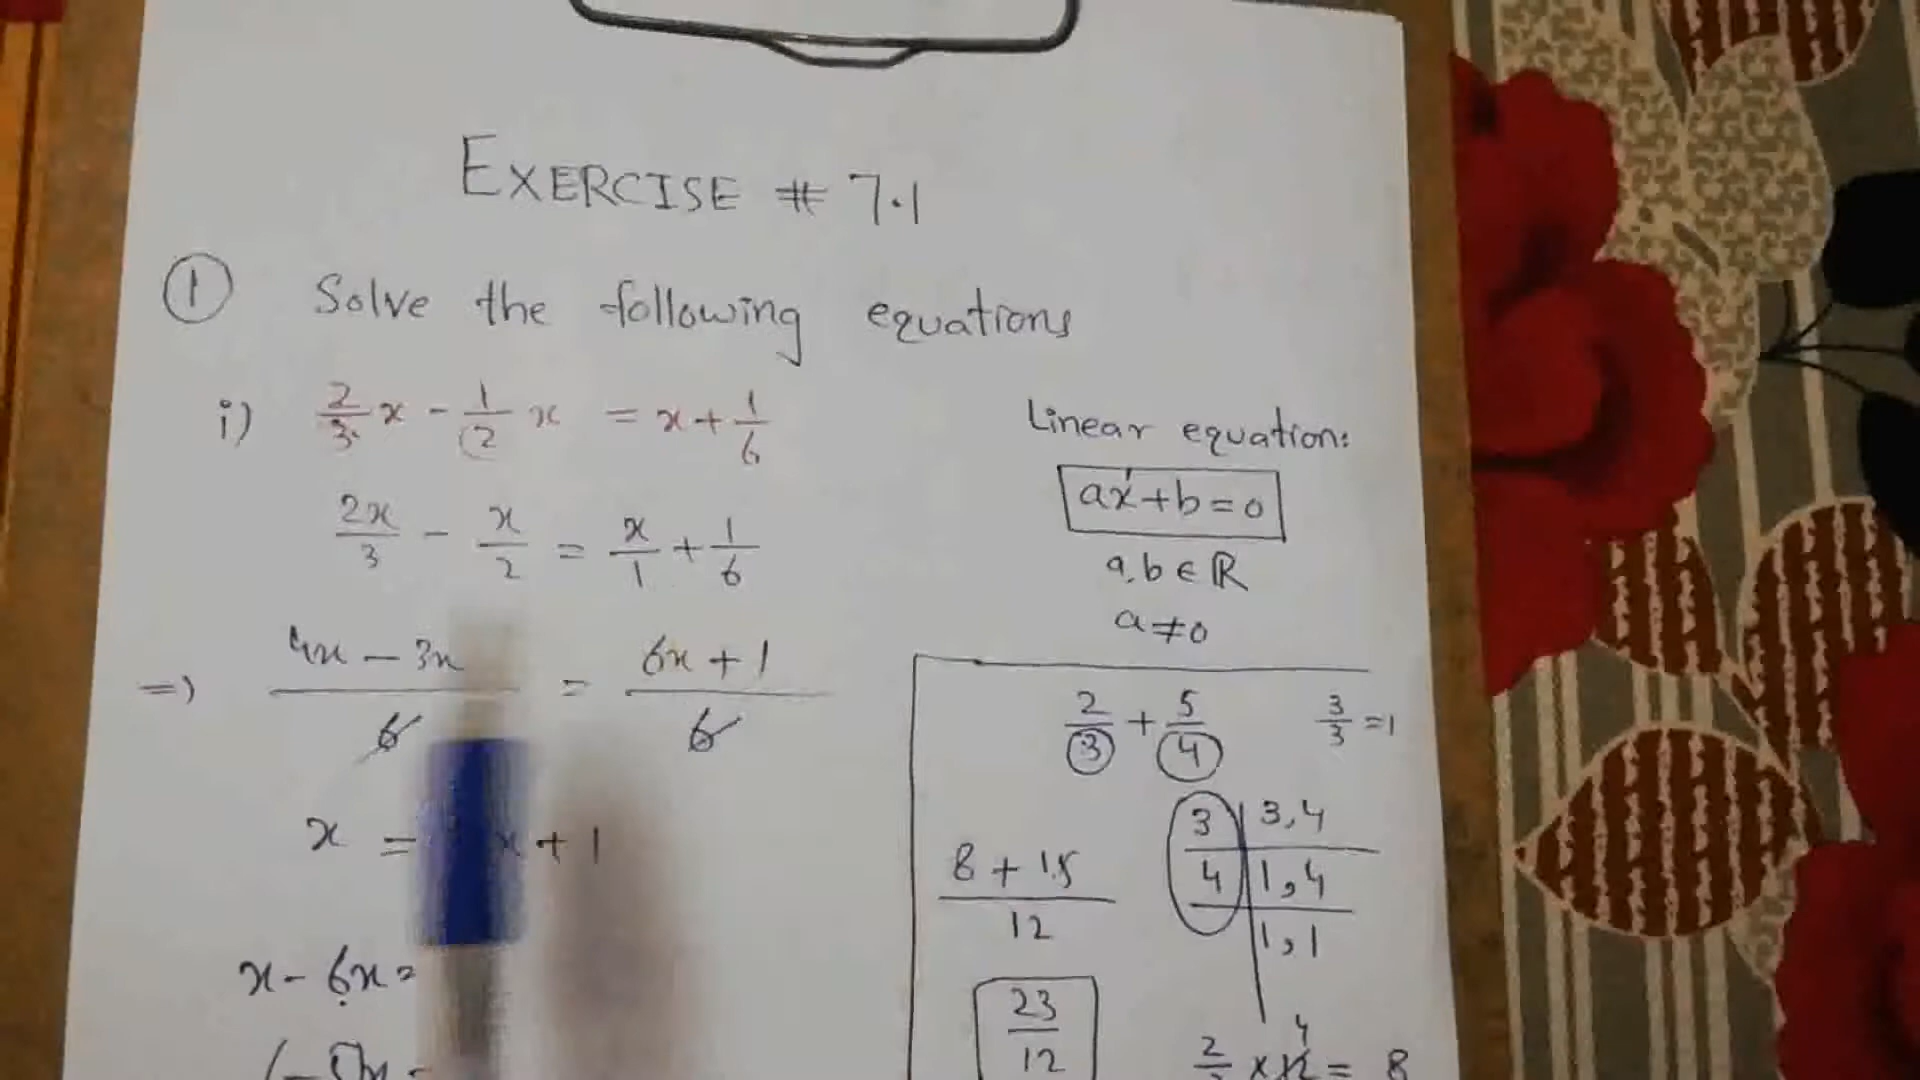 EXERCISE # 7.1
① Solve the following equations
i) 2/3 x - 1/2 x = x + 1/6
2x/3 - x/2 = x/1 + 1/6
=) 4x - 3x / 6 = 6x + 1 / 6
x = x + 1
x - 6x =
Linear equation:
ax' + b = 0
a, b ∈ ℝ
a ≠ 0
2/3 + 5/4
3/3 = 1
8 + 15 / 12
3 | 3, 4
4 | 1, 4
1, 1
23/12
4
= 8